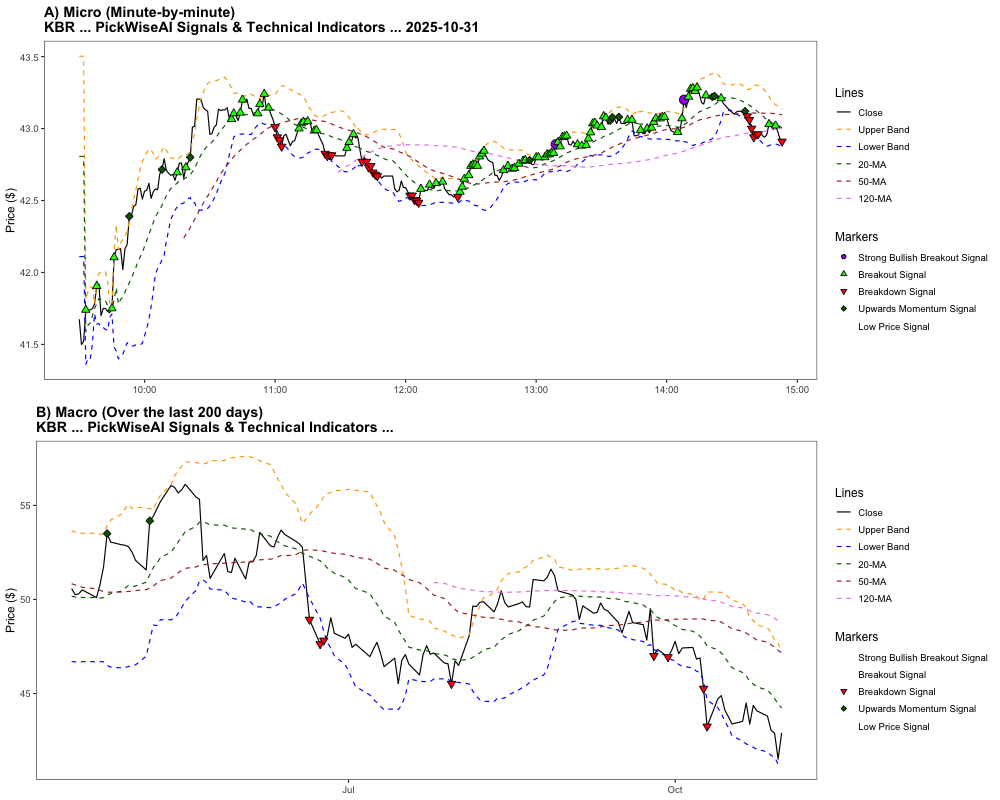 A) Micro (Minute-by-minute)
KBR ... PickWiseAI Signals & Technical Indicators ... 2025-10-31
43.5
43.0
42.5
42.0
41.5
Price ($)
10:00
11:00
12:00
13:00
14:00
15:00
Lines
Close
Upper Band
Lower Band
20-MA
50-MA
120-MA
Markers
Strong Bullish Breakout Signal
Breakout Signal
Breakdown Signal
Upwards Momentum Signal
Low Price Signal
B) Macro (Over the last 200 days)
KBR ... PickWiseAI Signals & Technical Indicators ...
55
50
45
Price ($)
Jul
Oct
Lines
Close
Upper Band
Lower Band
20-MA
50-MA
120-MA
Markers
Strong Bullish Breakout Signal
Breakout Signal
Breakdown Signal
Upwards Momentum Signal
Low Price Signal